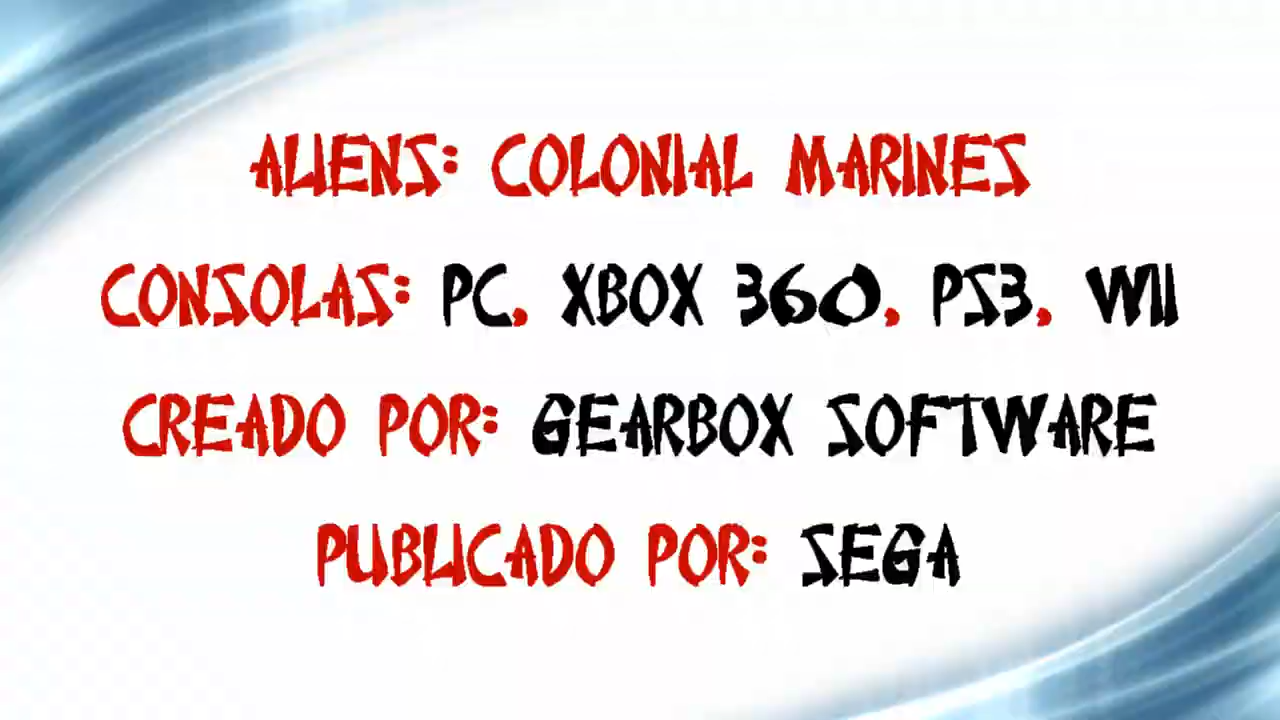 ALIENS: COLONIAL MARINES
CONSOLAS: PC, XBOX 360, PS3, WII
CREADO POR: GEARBOX SOFTWARE
PUBLICADO POR: SEGA